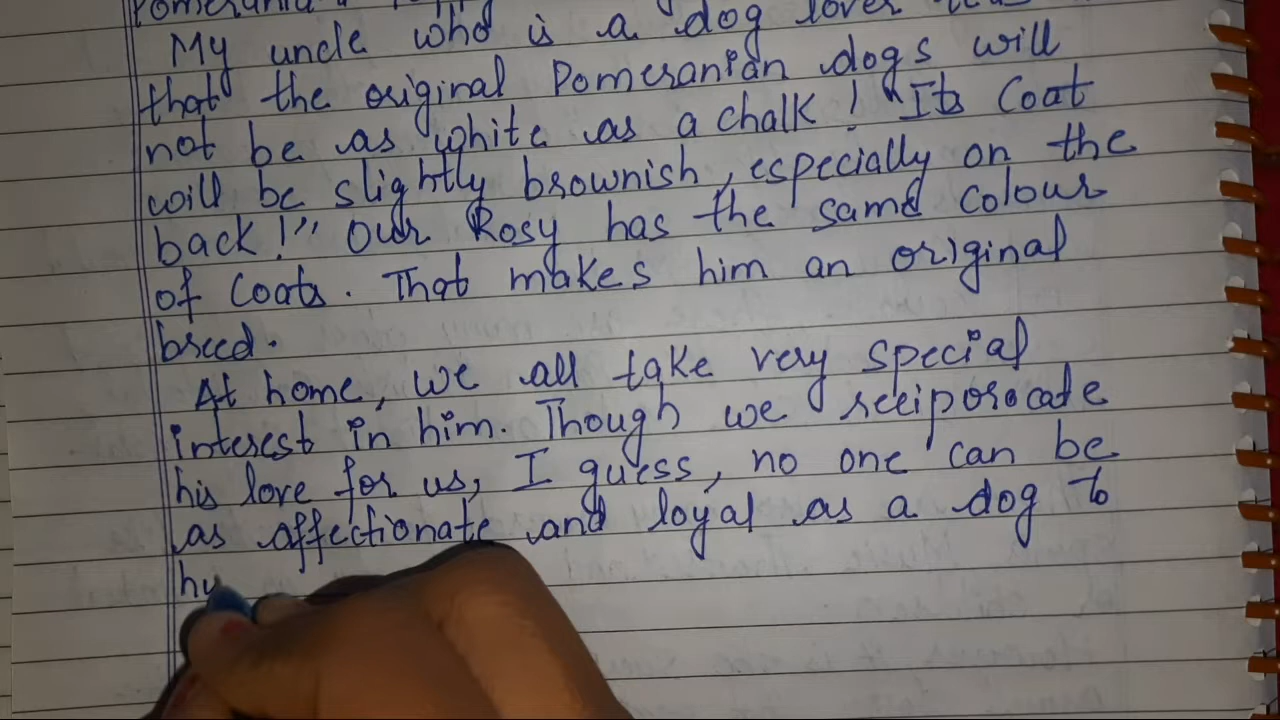 My uncle who is a dog lover
that the original Pomeranian dogs will
not be as white as a chalk! "Its Coat
will be slightly brownish, especially on the
back!" Our Rosy has the same colour
of Coats. That makes him an original
breed.
At home, we all take very special
interest in him. Though we reciporocate
his love for us, I guess, no one can be
as affectionate and loyal as a dog to
hu